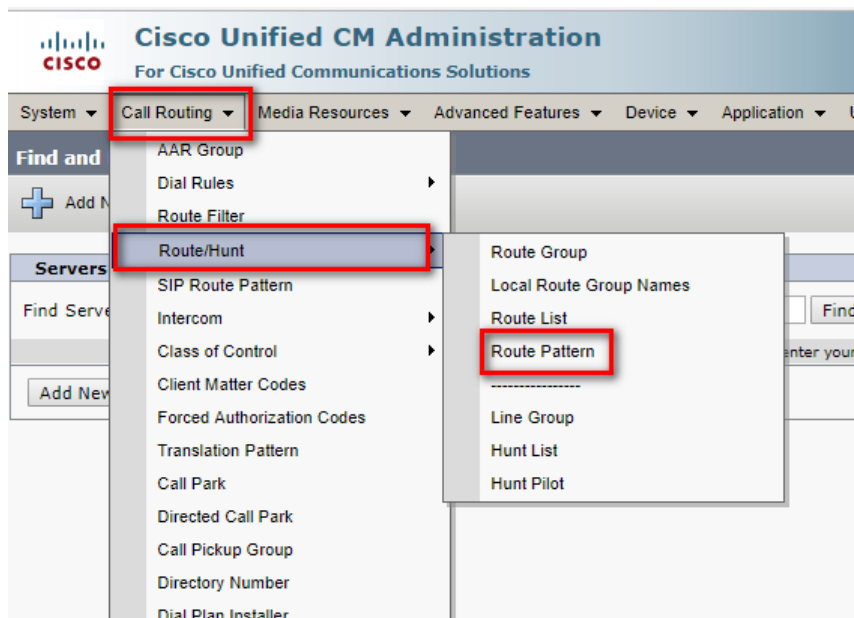 CISCO
Cisco Unified CM Administration
For Cisco Unified Communications Solutions
System Call Routing Media Resources Advanced Features Device Application
Find and
Add N
Servers
Find Serve
Find
enter your
Add New
AAR Group
Dial Rules
Route Filter
Route/Hunt
SIP Route Pattern
Intercom
Class of Control
Client Matter Codes
Forced Authorization Codes
Translation Pattern
Call Park
Directed Call Park
Call Pickup Group
Directory Number
Dial Plan Installer
Route Group
Local Route Group Names
Route List
Route Pattern
----------------
Line Group
Hunt List
Hunt Pilot